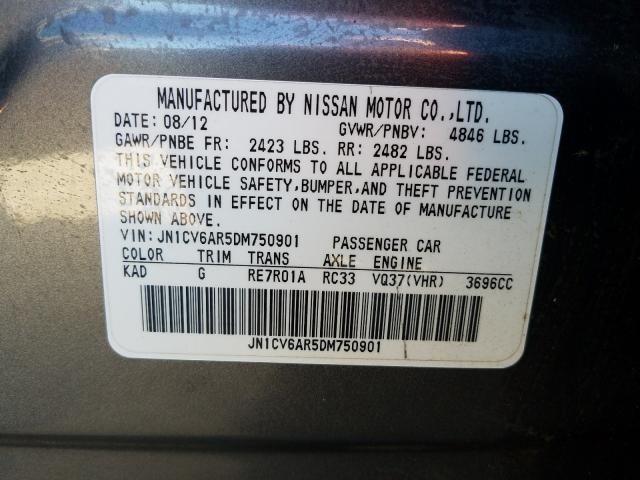 MANUFACTURED BY NISSAN MOTOR CO.,LTD.
DATE: 08/12 GVWR/PNBV: 4846 LBS.
GAWR/PNBE FR: 2423 LBS. RR: 2482 LBS.
THIS VEHICLE CONFORMS TO ALL APPLICABLE FEDERAL
MOTOR VEHICLE SAFETY,BUMPER,AND THEFT PREVENTION
STANDARDS IN EFFECT ON THE DATE OF MANUFACTURE
SHOWN ABOVE.
VIN:JN1CV6AR5DM750901 PASSENGER CAR
COLOR TRIM TRANS AXLE ENGINE
KAD G RE7R01A RC33 VQ37(VHR) 3696CC
JN1CV6AR5DM750901